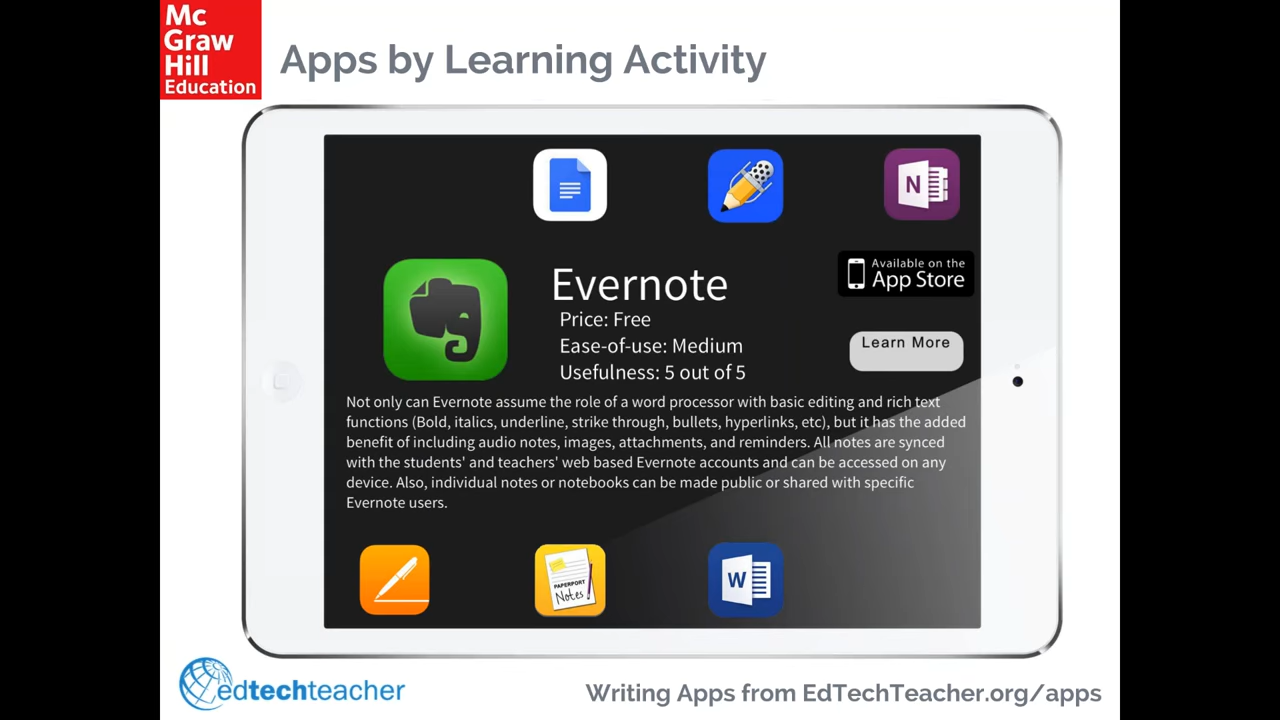 Mc
Graw
Hill
Education
Apps by Learning Activity
N
Evernote
Price: Free
Ease-of-use: Medium
Usefulness: 5 out of 5
Available on the
App Store
Learn More
Not only can Evernote assume the role of a word processor with basic editing and rich text
functions (Bold, italics, underline, strike through, bullets, hyperlinks, etc), but it has the added
benefit of including audio notes, images, attachments, and reminders. All notes are synced
with the students' and teachers' web based Evernote accounts and can be accessed on any
device. Also, individual notes or notebooks can be made public or shared with specific
Evernote users.
PAPERPORT
Notes
W
edtechteacher
Writing Apps from EdTechTeacher.org/apps